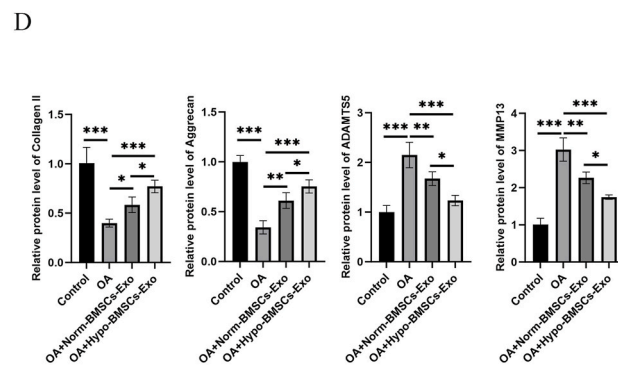 D
Relative protein level of Collagen II
1.5
1.0
0.5
0.0
***
***
*
*
Control
OA
OA+Norm-BMSCs-Exo
OA+Hypo-BMSCs-Exo
Relative protein level of Aggrecan
1.5
1.0
0.5
0.0
***
***
**
*
Control
OA
OA+Norm-BMSCs-Exo
OA+Hypo-BMSCs-Exo
Relative protein level of ADAMTS5
3
2
1
0
***
***
**
*
Control
OA
OA+Norm-BMSCs-Exo
OA+Hypo-BMSCs-Exo
Relative protein level of MMP13
4
3
2
1
0
***
***
**
*
Control
OA
OA+Norm-BMSCs-Exo
OA+Hypo-BMSCs-Exo